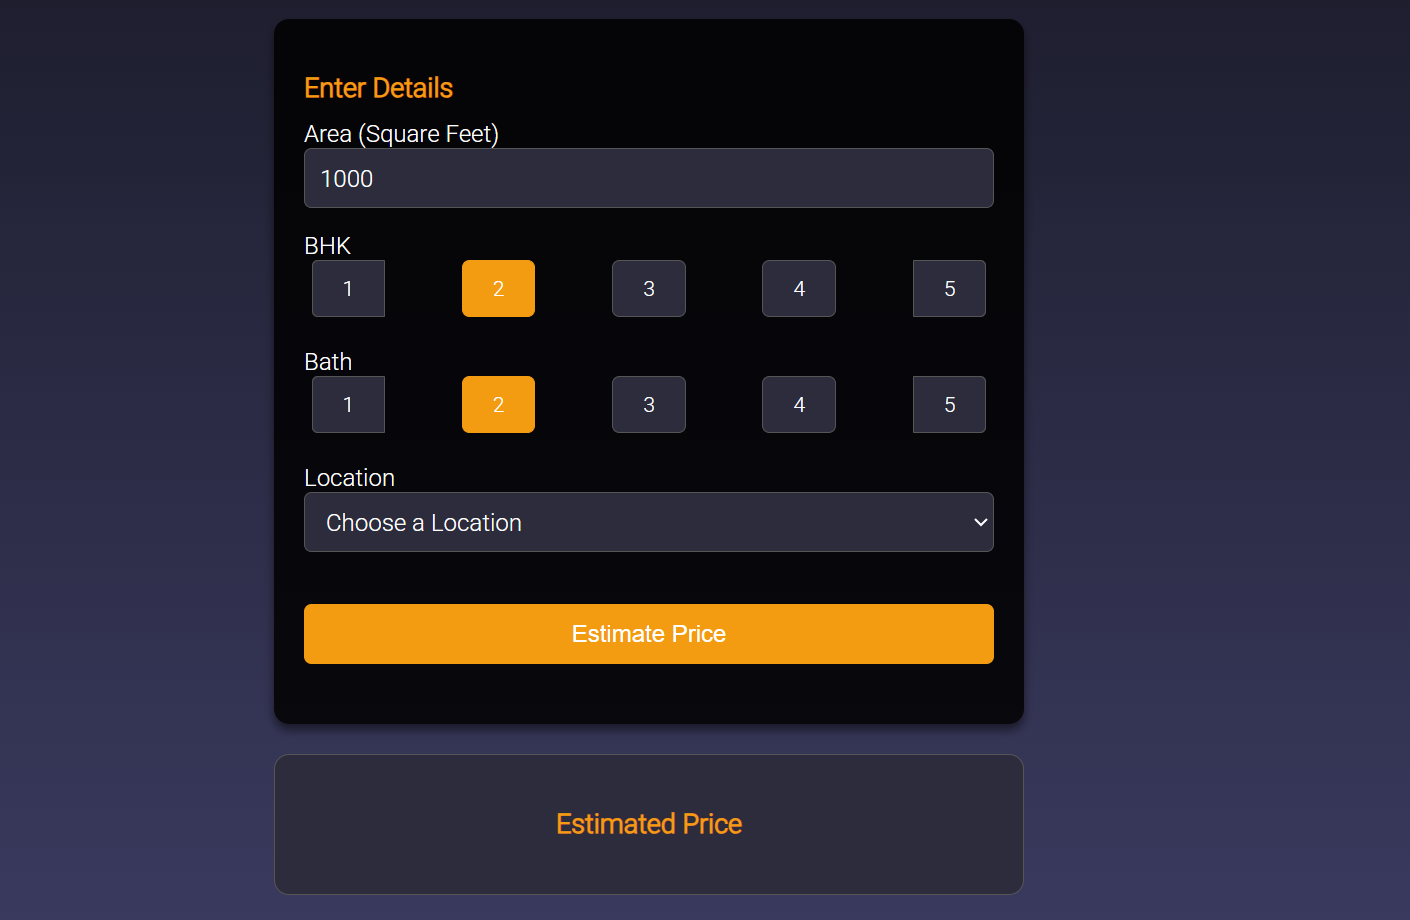 Enter Details
Area (Square Feet)
1000
BHK
1 2 3 4 5
Bath
1 2 3 4 5
Location
Choose a Location
Estimate Price
Estimated Price